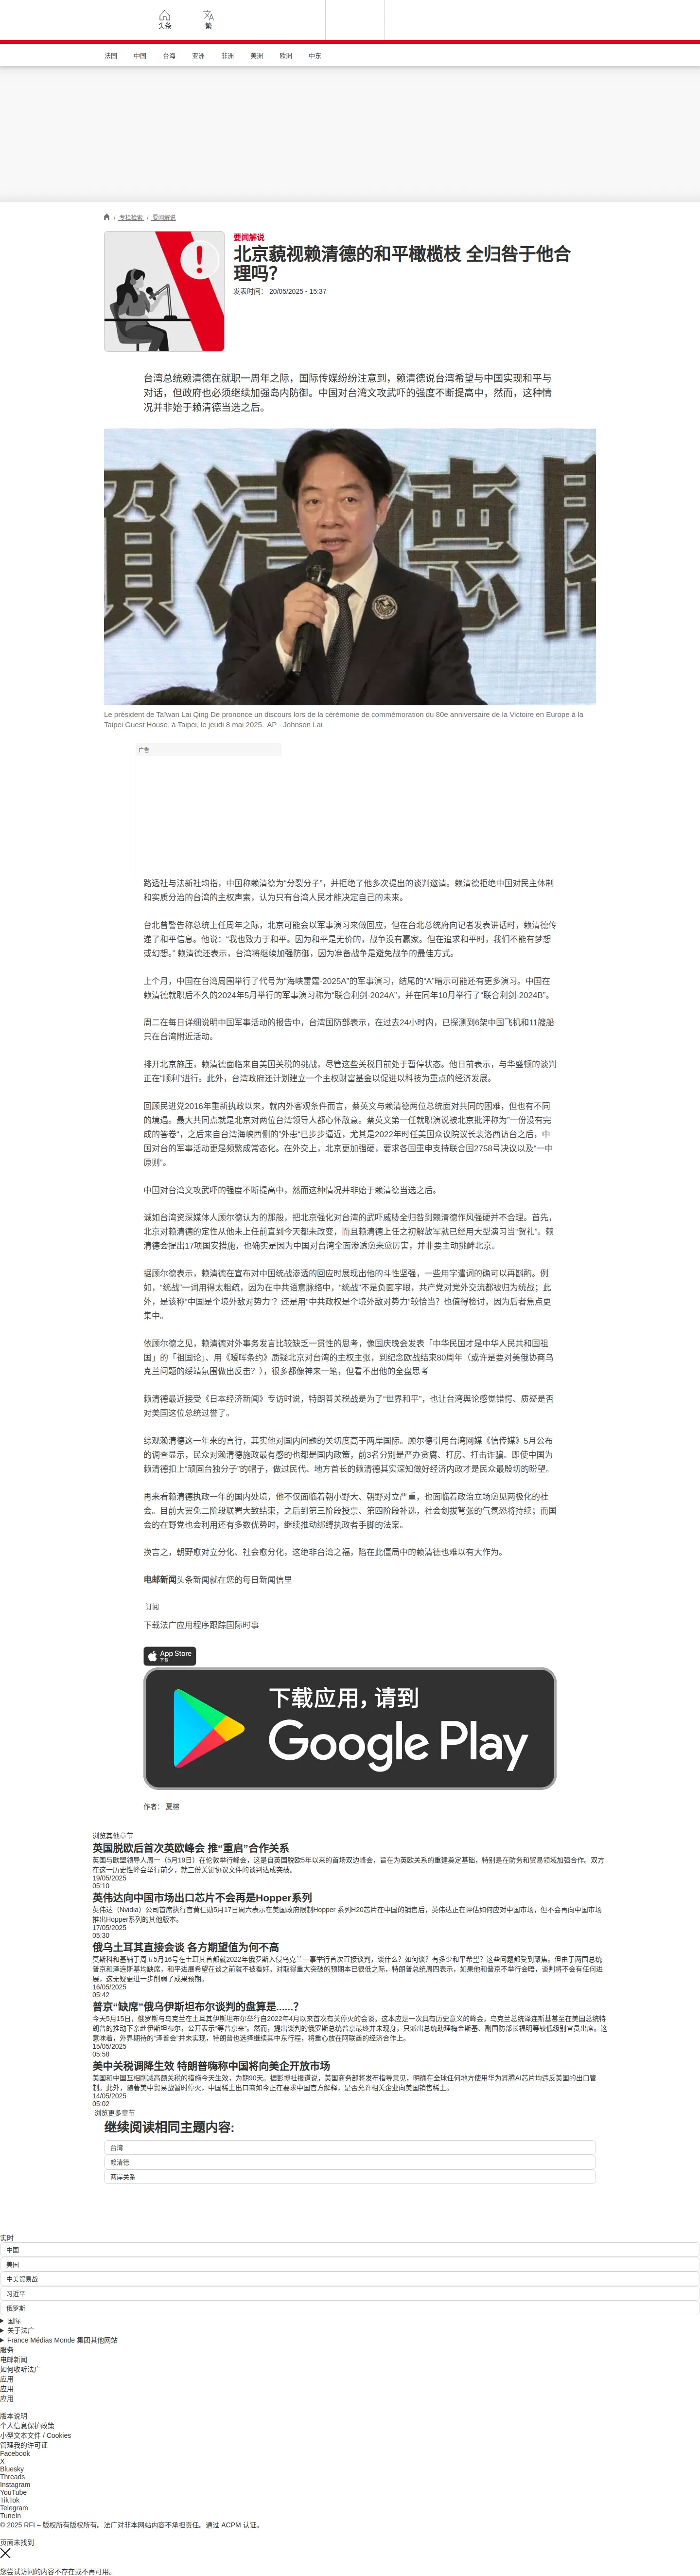 头条
繁
法国 中国 台海 亚洲 非洲 美洲 欧洲 中东
/ 专栏检索 / 要闻解说
要闻解说
北京藐视赖清德的和平橄榄枝 全归咎于他合
理吗？
发表时间： 20/05/2025 - 15:37
台湾总统赖清德在就职一周年之际，国际传媒纷纷注意到，赖清德说台湾希望与中国实现和平与
对话，但政府也必须继续加强岛内防御。中国对台湾文攻武吓的强度不断提高中，然而，这种情
况并非始于赖清德当选之后。
賴清德
Le président de Taïwan Lai Qing De prononce un discours lors de la cérémonie de commémoration du 80e anniversaire de la Victoire en Europe à la
Taipei Guest House, à Taipei, le jeudi 8 mai 2025. AP - Johnson Lai
广告
路透社与法新社均指，中国称赖清德为“分裂分子”，并拒绝了他多次提出的谈判邀请。赖清德拒绝中国对民主体制
和实质分治的台湾的主权声索，认为只有台湾人民才能决定自己的未来。
台北曾警告称总统上任周年之际，北京可能会以军事演习来做回应，但在台北总统府向记者发表讲话时，赖清德传
递了和平信息。他说：“我也致力于和平。因为和平是无价的，战争没有赢家。但在追求和平时，我们不能有梦想
或幻想。” 赖清德还表示，台湾将继续加强防御，因为准备战争是避免战争的最佳方式。
上个月，中国在台湾周围举行了代号为“海峡雷霆-2025A”的军事演习，结尾的“A”暗示可能还有更多演习。中国在
赖清德就职后不久的2024年5月举行的军事演习称为“联合利剑-2024A”，并在同年10月举行了“联合利剑-2024B”。
周二在每日详细说明中国军事活动的报告中，台湾国防部表示，在过去24小时内，已探测到6架中国飞机和11艘船
只在台湾附近活动。
排开北京施压，赖清德面临来自美国关税的挑战，尽管这些关税目前处于暂停状态。他日前表示，与华盛顿的谈判
正在“顺利”进行。此外，台湾政府还计划建立一个主权财富基金以促进以科技为重点的经济发展。
回顾民进党2016年重新执政以来，就内外客观条件而言，蔡英文与赖清德两位总统面对共同的困难，但也有不同
的境遇。最大共同点就是北京对两位台湾领导人都心怀敌意。蔡英文第一任就职演说被北京批评称为“一份没有完
成的答卷”，之后来自台湾海峡西侧的“外患”已步步逼近，尤其是2022年时任美国众议院议长裴洛西访台之后，中
国对台的军事活动更是频繁成常态化。在外交上，北京更加强硬，要求各国重申支持联合国2758号决议以及“一中
原则”。
中国对台湾文攻武吓的强度不断提高中，然而这种情况并非始于赖清德当选之后。
诚如台湾资深媒体人顾尔德认为的那般，把北京强化对台湾的武吓威胁全归咎到赖清德作风强硬并不合理。首先，
北京对赖清德的定性从他未上任前直到今天都未改变，而且赖清德上任之初解放军就已经用大型演习当“贺礼”。赖
清德会提出17项国安措施，也确实是因为中国对台湾全面渗透愈来愈厉害，并非要主动挑衅北京。
据顾尔德表示，赖清德在宣布对中国统战渗透的回应时展现出他的斗性坚强，一些用字遣词的确可以再斟酌。例
如，“统战”一词用得太粗疏，因为在中共语意脉络中，“统战”不是负面字眼，共产党对党外交流都被归为统战；此
外，是该称“中国是个境外敌对势力”？还是用“中共政权是个境外敌对势力”较恰当？也值得检讨，因为后者焦点更
集中。
依顾尔德之见，赖清德对外事务发言比较缺乏一贯性的思考，像国庆晚会发表「中华民国才是中华人民共和国祖
国」的「祖国论」、用《瑷珲条约》质疑北京对台湾的主权主张，到纪念欧战结束80周年（或许是要对美俄协商乌
克兰问题的绥靖氛围做出反击？），很多都像神来一笔，但看不出他的全盘思考
赖清德最近接受《日本经济新闻》专访时说，特朗普关税战是为了“世界和平”，也让台湾舆论感觉错愕、质疑是否
对美国这位总统过誉了。
综观赖清德这一年来的言行，其实他对国内问题的关切度高于两岸国际。顾尔德引用台湾网媒《信传媒》5月公布
的调查显示，民众对赖清德施政最有感的也都是国内政策，前3名分别是严办贪腐、打房、打击诈骗。即使中国为
赖清德扣上“顽固台独分子”的帽子，做过民代、地方首长的赖清德其实深知做好经济内政才是民众最殷切的盼望。
再来看赖清德执政一年的国内处境，他不仅面临着朝小野大、朝野对立严重，也面临着政治立场愈见两极化的社
会。目前大罢免二阶段联署大致结束，之后到第三阶段投票、第四阶段补选，社会剑拔弩张的气氛恐将持续；而国
会的在野党也会利用还有多数优势时，继续推动绑缚执政者手脚的法案。
换言之，朝野愈对立分化、社会愈分化，这绝非台湾之福，陷在此僵局中的赖清德也难以有大作为。
电邮新闻头条新闻就在您的每日新闻信里
订阅
下载法广应用程序跟踪国际时事
App Store
下载
下载应用，请到
Google Play
作者： 夏榕
浏览其他章节
英国脱欧后首次英欧峰会 推“重启”合作关系
英国与欧盟领导人周一（5月19日）在伦敦举行峰会，这是自英国脱欧5年以来的首场双边峰会，旨在为英欧关系的重建奠定基础，特别是在防务和贸易领域加强合作。双方
在这一历史性峰会举行前夕，就三份关键协议文件的谈判达成突破。
19/05/2025
05:10
英伟达向中国市场出口芯片不会再是Hopper系列
英伟达（Nvidia）公司首席执行官黄仁勋5月17日周六表示在美国政府限制Hopper 系列H20芯片在中国的销售后，英伟达正在评估如何应对中国市场，但不会再向中国市场
推出Hopper系列的其他版本。
17/05/2025
05:30
俄乌土耳其直接会谈 各方期望值为何不高
莫斯科和基辅于周五5月16号在土耳其首都就2022年俄罗斯入侵乌克兰一事举行首次直接谈判，谈什么？如何谈？有多少和平希望？这些问题都受到聚焦。但由于两国总统
普京和泽连斯基均缺席，和平进展希望在谈之前就不被看好。对取得重大突破的预期本已很低之际，特朗普总统周四表示，如果他和普京不举行会晤，谈判将不会有任何进
展，这无疑更进一步削弱了成果预期。
16/05/2025
05:42
普京“缺席”俄乌伊斯坦布尔谈判的盘算是……？
今天5月15日，俄罗斯与乌克兰在土耳其伊斯坦布尔举行自2022年4月以来首次有关停火的会谈。这本应是一次具有历史意义的峰会，乌克兰总统泽连斯基甚至在美国总统特
朗普的推动下亲赴伊斯坦布尔，公开表示“等普京来”。然而，提出谈判的俄罗斯总统普京最终并未现身，只派出总统助理梅金斯基、副国防部长福明等较低级别官员出席。这
意味着，外界期待的“泽普会”并未实现，特朗普也选择继续其中东行程，将重心放在阿联酋的经济合作上。
15/05/2025
05:58
美中关税调降生效 特朗普嗨称中国将向美企开放市场
美国和中国互相削减高额关税的措施今天生效，为期90天。据彭博社报道说，美国商务部将发布指导意见，明确在全球任何地方使用华为昇腾AI芯片均违反美国的出口管
制。此外，随著美中贸易战暂时停火，中国稀土出口商如今正在要求中国官方解释，是否允许相关企业向美国销售稀土。
14/05/2025
05:02
浏览更多章节
继续阅读相同主题内容:
台湾
赖清德
两岸关系
实时
中国
美国
中美贸易战
习近平
俄罗斯
国际
关于法广
France Médias Monde 集团其他网站
服务
电邮新闻
如何收听法广
应用
应用
应用
版本说明
个人信息保护政策
小型文本文件 / Cookies
管理我的许可证
Facebook
X
Bluesky
Threads
Instagram
YouTube
TikTok
Telegram
TuneIn
© 2025 RFI – 版权所有版权所有。法广对非本网站内容不承担责任。通过 ACPM 认证。
页面未找到
您尝试访问的内容不存在或不再可用。